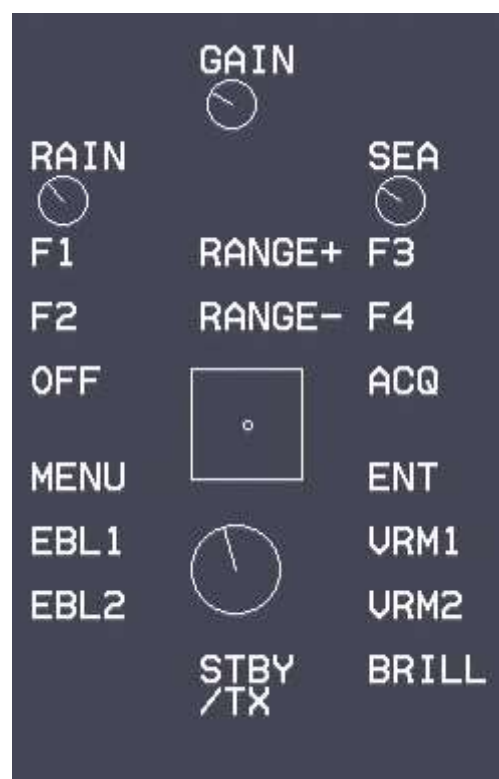 GAIN
RAIN SEA
F1 RANGE+ F3
F2 RANGE- F4
OFF ACQ
MENU ENT
EBL1 VRM1
EBL2 VRM2
STBY BRILL
/TX